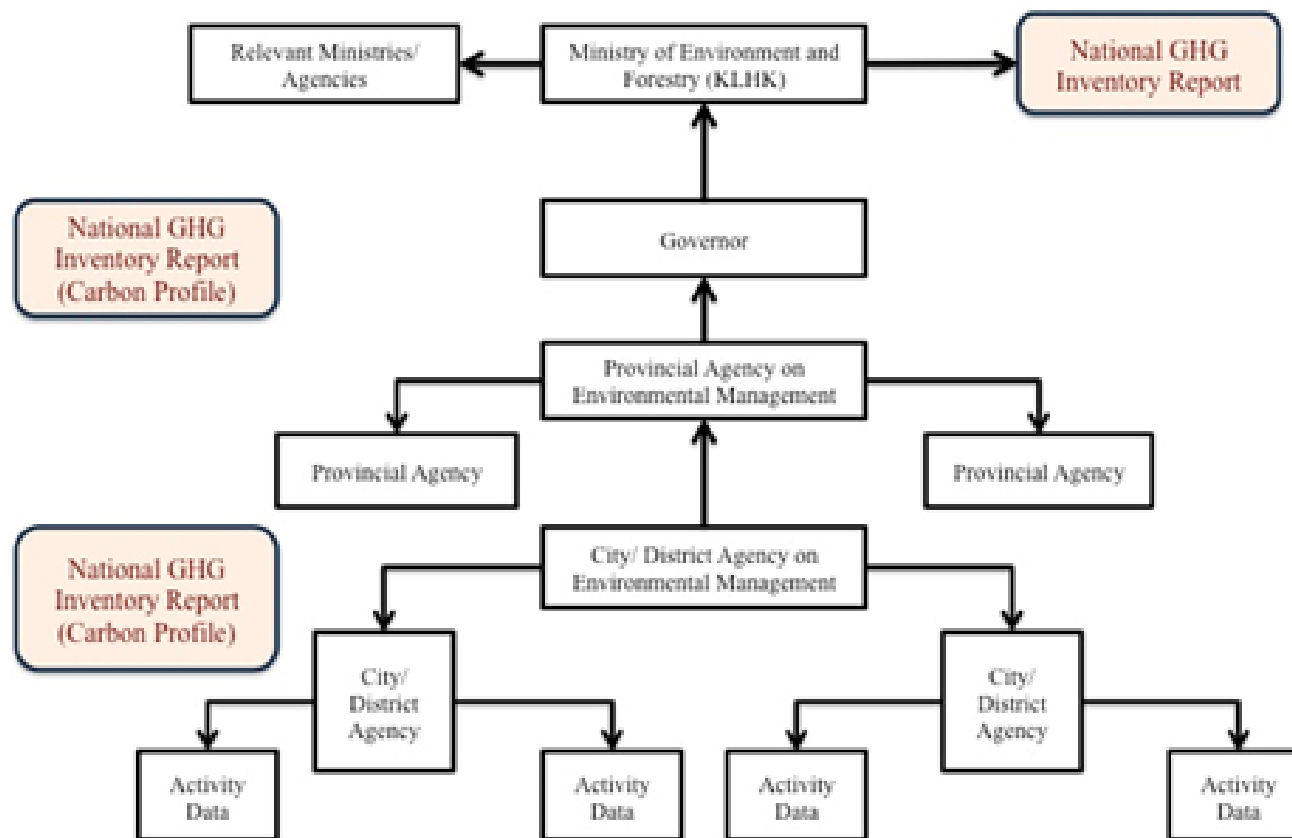 Relevant Ministries/
Agencies
Ministry of Environment and
Forestry (KLHK)
National GHG
Inventory Report
National GHG
Inventory Report
(Carbon Profile)
Governor
Provincial Agency on
Environmental Management
Provincial Agency
Provincial Agency
National GHG
Inventory Report
(Carbon Profile)
City/ District Agency on
Environmental Management
City/
District
Agency
City/
District
Agency
Activity
Data
Activity
Data
Activity
Data
Activity
Data